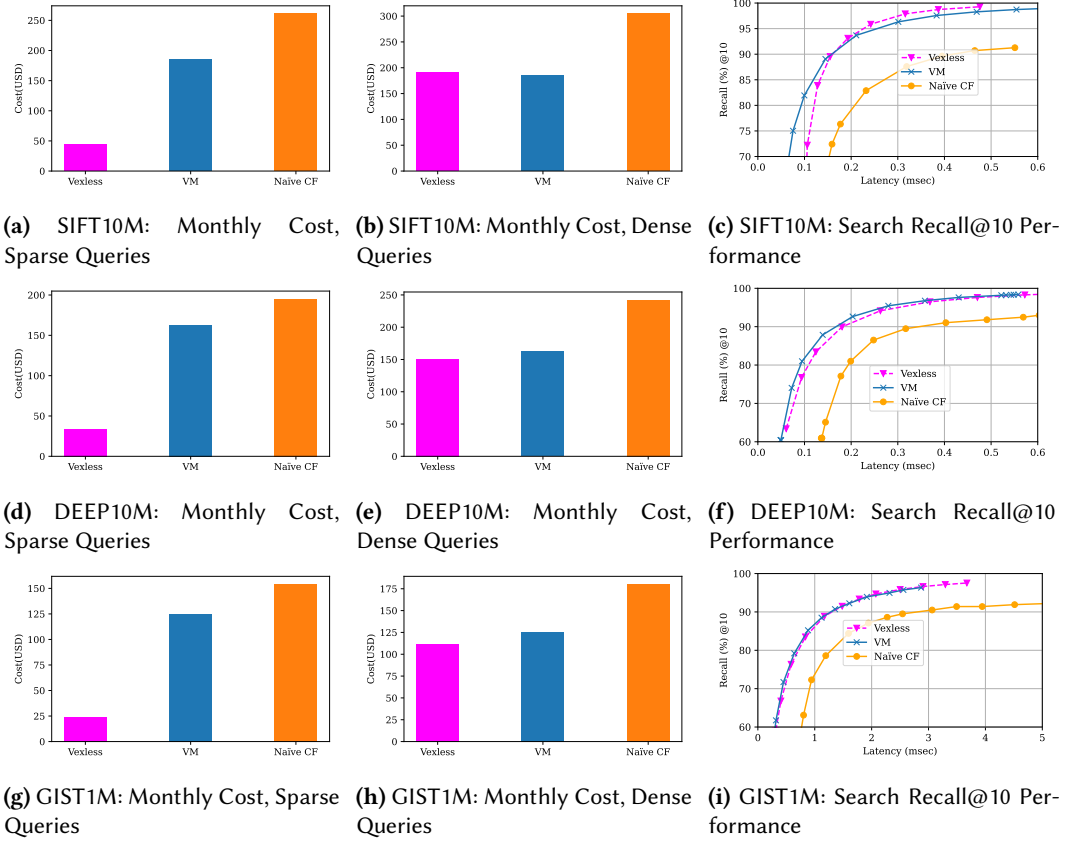 250
200
150
100
50
0
Cost(USD)
Vexless
VM
Naïve CF
300
250
200
150
100
50
0
Cost(USD)
Vexless
VM
Naïve CF
100
95
90
85
80
75
70
Recall (%) @10
Vexless
VM
Naïve CF
0.0
0.1
0.2
0.3
0.4
0.5
0.6
Latency (msec)
(a) SIFT10M: Monthly Cost,
Sparse Queries
(b) SIFT10M: Monthly Cost, Dense
Queries
(c) SIFT10M: Search Recall@10 Per-
formance
200
150
100
50
0
Cost(USD)
Vexless
VM
Naïve CF
250
200
150
100
50
0
Cost(USD)
Vexless
VM
Naïve CF
100
90
80
70
60
Recall (%) @10
Vexless
VM
Naïve CF
0.0
0.1
0.2
0.3
0.4
0.5
0.6
Latency (msec)
(d) DEEP10M: Monthly Cost,
Sparse Queries
(e) DEEP10M: Monthly Cost,
Dense Queries
(f) DEEP10M: Search Recall@10
Performance
150
125
100
75
50
25
0
Cost(USD)
Vexless
VM
Naïve CF
175
150
125
100
75
50
25
0
Cost(USD)
Vexless
VM
Naïve CF
100
90
80
70
60
Recall (%) @10
Vexless
VM
Naïve CF
0
1
2
3
4
5
Latency (msec)
(g) GIST1M: Monthly Cost, Sparse
Queries
(h) GIST1M: Monthly Cost, Dense
Queries
(i) GIST1M: Search Recall@10 Per-
formance